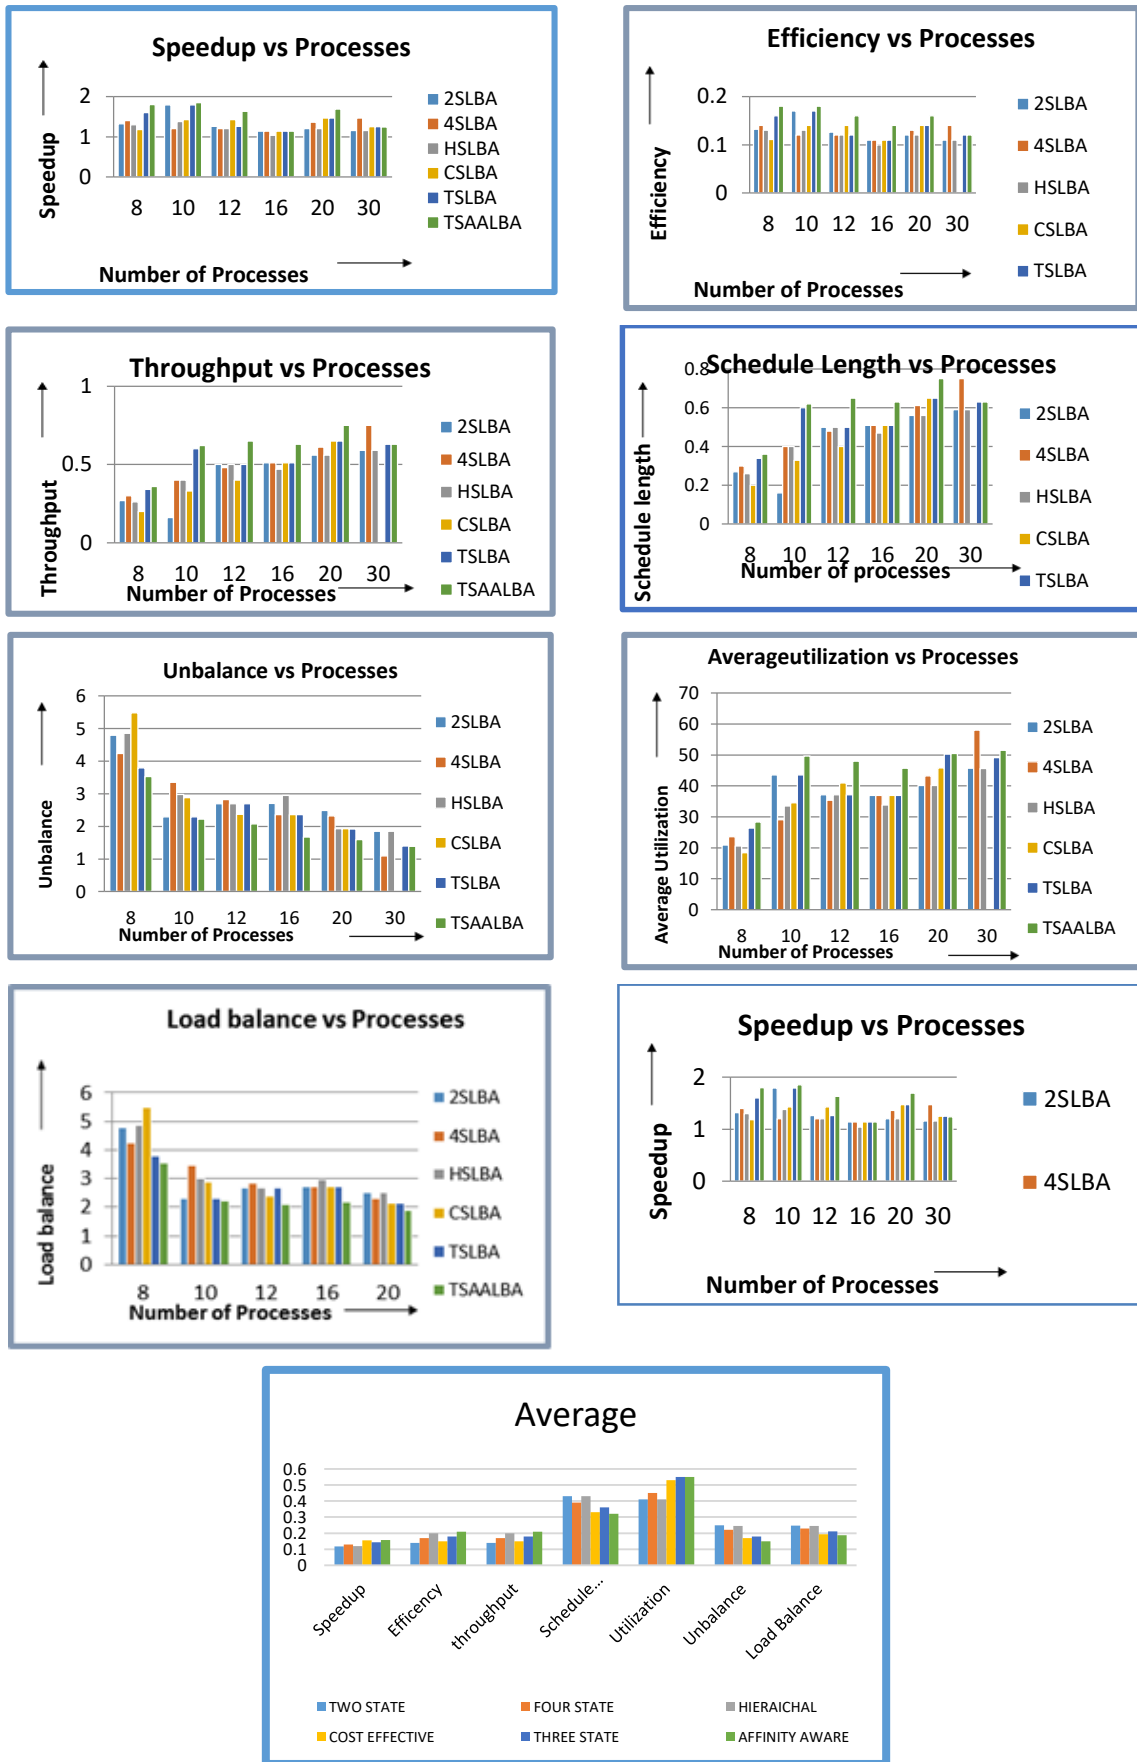 Speedup vs Processes
Speedup
2
1
0
8 10 12 16 20 30
Number of Processes
2SLBA
4SLBA
HSLBA
CSLBA
TSLBA
TSAALBA
Efficiency vs Processes
Efficiency
0.2
0.1
0
8 10 12 16 20 30
Number of Processes
2SLBA
4SLBA
HSLBA
CSLBA
TSLBA
Throughput vs Processes
Throughput
1
0.5
0
8 10 12 16 20 30
Number of Processes
2SLBA
4SLBA
HSLBA
CSLBA
TSLBA
TSAALBA
Schedule Length vs Processes
Schedule length
0.8
0.6
0.4
0.2
0
8 10 12 16 20 30
Number of processes
2SLBA
4SLBA
HSLBA
CSLBA
TSLBA
Unbalance vs Processes
Unbalance
6
5
4
3
2
1
0
8 10 12 16 20 30
Number of Processes
2SLBA
4SLBA
HSLBA
CSLBA
TSLBA
TSAALBA
Averageutilization vs Processes
Average Utilization
70
60
50
40
30
20
10
0
8 10 12 16 20 30
Number of Processes
2SLBA
4SLBA
HSLBA
CSLBA
TSLBA
TSAALBA
Load balance vs Processes
Load balance
6
5
4
3
2
1
0
8 10 12 16 20
Number of Processes
2SLBA
4SLBA
HSLBA
CSLBA
TSLBA
TSAALBA
Speedup vs Processes
Speedup
2
1
0
8 10 12 16 20 30
Number of Processes
2SLBA
4SLBA
Average
0.6
0.5
0.4
0.3
0.2
0.1
0
Speedup
Efficency
throughput
Schedule...
Utilization
Unbalance
Load Balance
TWO STATE FOUR STATE HIERAICHAL
COST EFFECTIVE THREE STATE AFFINITY AWARE